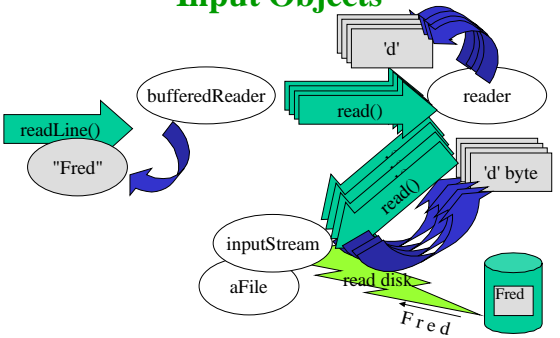 Input Objects
'd'
bufferedReader
reader
read()
readLine()
"Fred"
'd' byte
read()
inputStream
aFile
read disk
Fred
F r e d